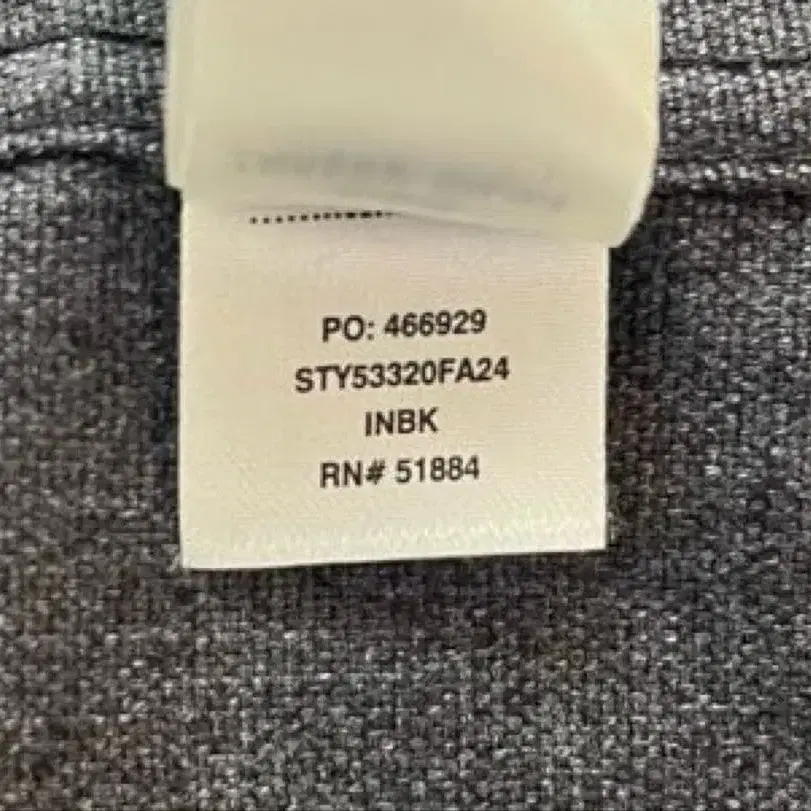 PO: 466929
STY53320FA24
INBK
RN# 51884